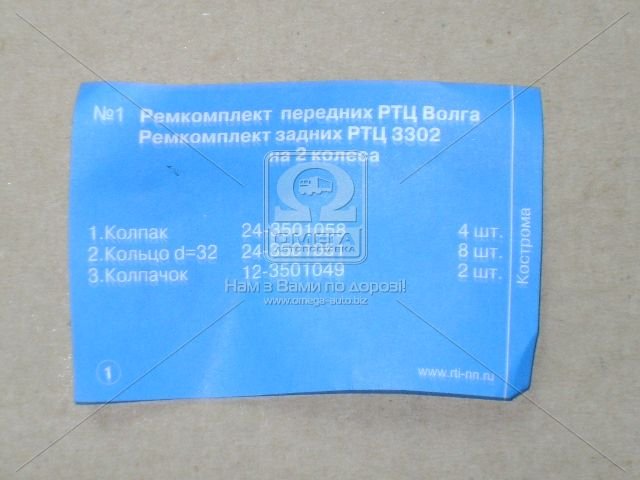 №1 Ремкомплект передних РТЦ Волга
Ремкомплект задних РТЦ 3302
на 2 колеса
1.Колпак 24-3501058 4 шт.
2.Кольцо d=32 8 шт.
3.Колпачок 12-3501049 2 шт.
Кострома
ОМЕГА
АВТОПОСТАВКА
Нам з Вами по дорозі!
www.omega-auto.biz
1
www.rti-nn.ru